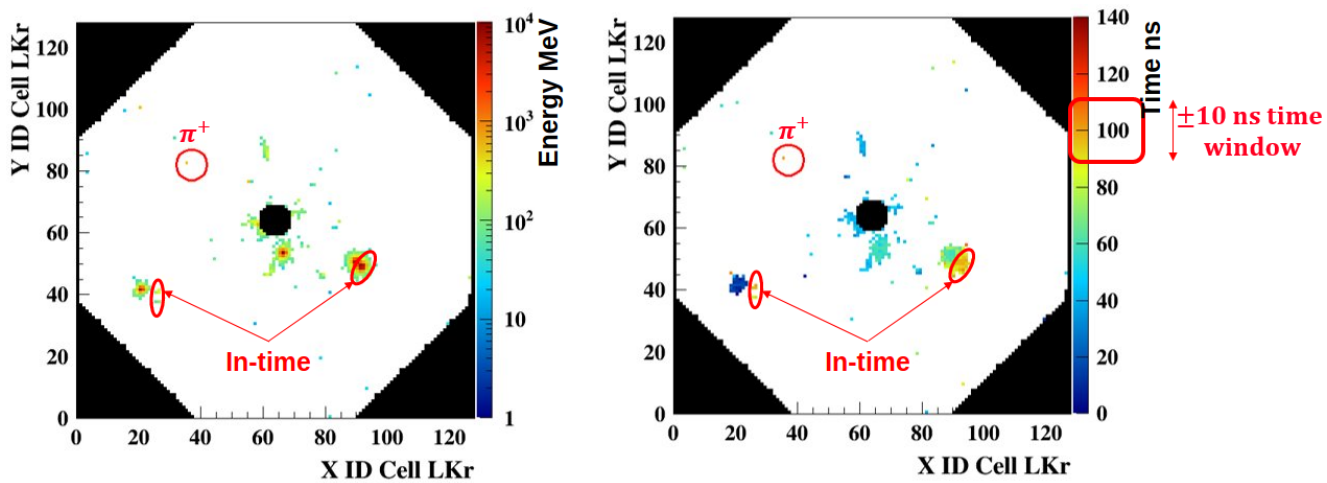 Y ID Cell LKr
120
100
80
60
40
20
0
0 20 40 60 80 100 120
X ID Cell LKr
π⁺
In-time
10⁴
10³
10²
10
1
Energy MeV
Y ID Cell LKr
120
100
80
60
40
20
0
0 20 40 60 80 100 120
X ID Cell LKr
π⁺
In-time
140
120
100
80
60
40
20
0
Time ns
±10 ns time
window